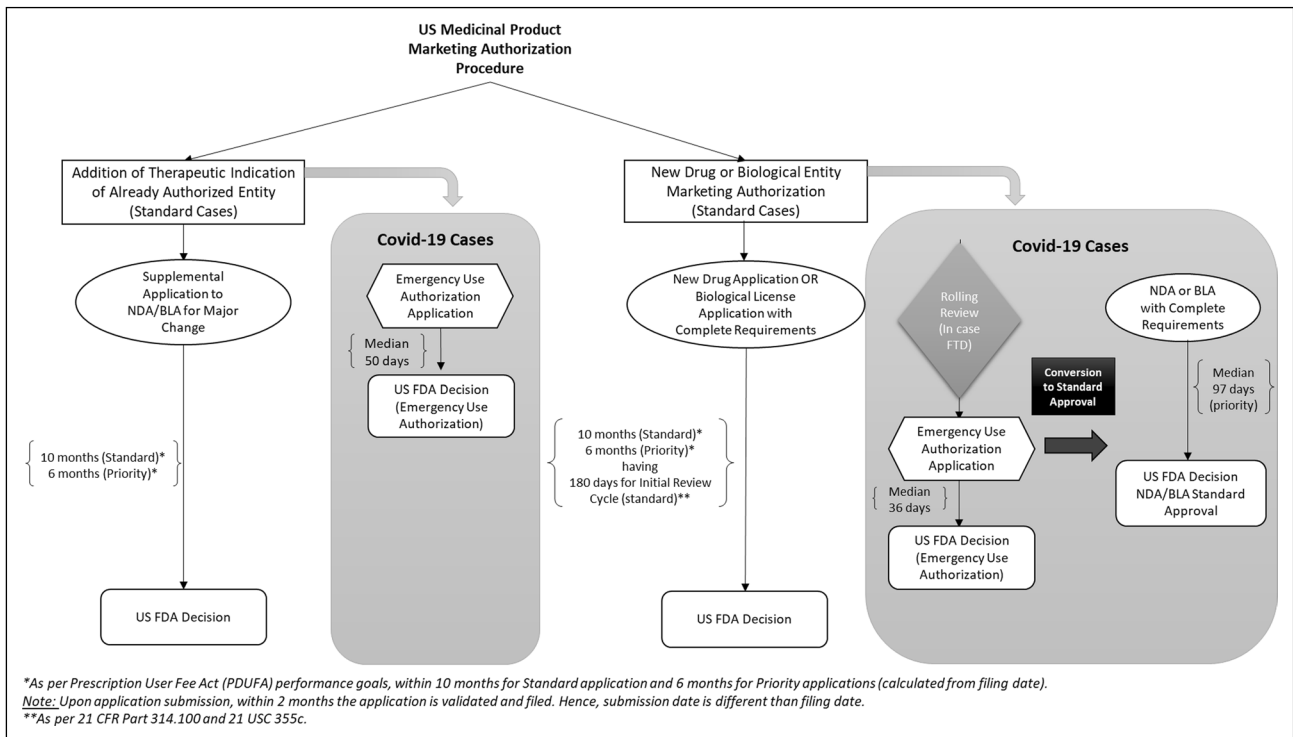 US Medicinal Product
Marketing Authorization
Procedure
Addition of Therapeutic Indication
of Already Authorized Entity
(Standard Cases)
Supplemental
Application to
NDA/BLA for Major
Change
10 months (Standard)*
6 months (Priority)*
US FDA Decision
Covid-19 Cases
Emergency Use
Authorization
Application
Median
50 days
US FDA Decision
(Emergency Use
Authorization)
New Drug or Biological Entity
Marketing Authorization
(Standard Cases)
New Drug Application OR
Biological License
Application with
Complete Requirements
10 months (Standard)*
6 months (Priority)*
having
180 days for Initial Review
Cycle (standard)**
US FDA Decision
Covid-19 Cases
Rolling
Review
(In case
FTD)
Emergency Use
Authorization
Application
Median
36 days
US FDA Decision
(Emergency Use
Authorization)
Conversion
to Standard
Approval
NDA or BLA
with Complete
Requirements
Median
97 days
(priority)
US FDA Decision
NDA/BLA Standard
Approval
*As per Prescription User Fee Act (PDUFA) performance goals, within 10 months for Standard application and 6 months for Priority applications (calculated from filing date).
Note: Upon application submission, within 2 months the application is validated and filed. Hence, submission date is different than filing date.
**As per 21 CFR Part 314.100 and 21 USC 355c.